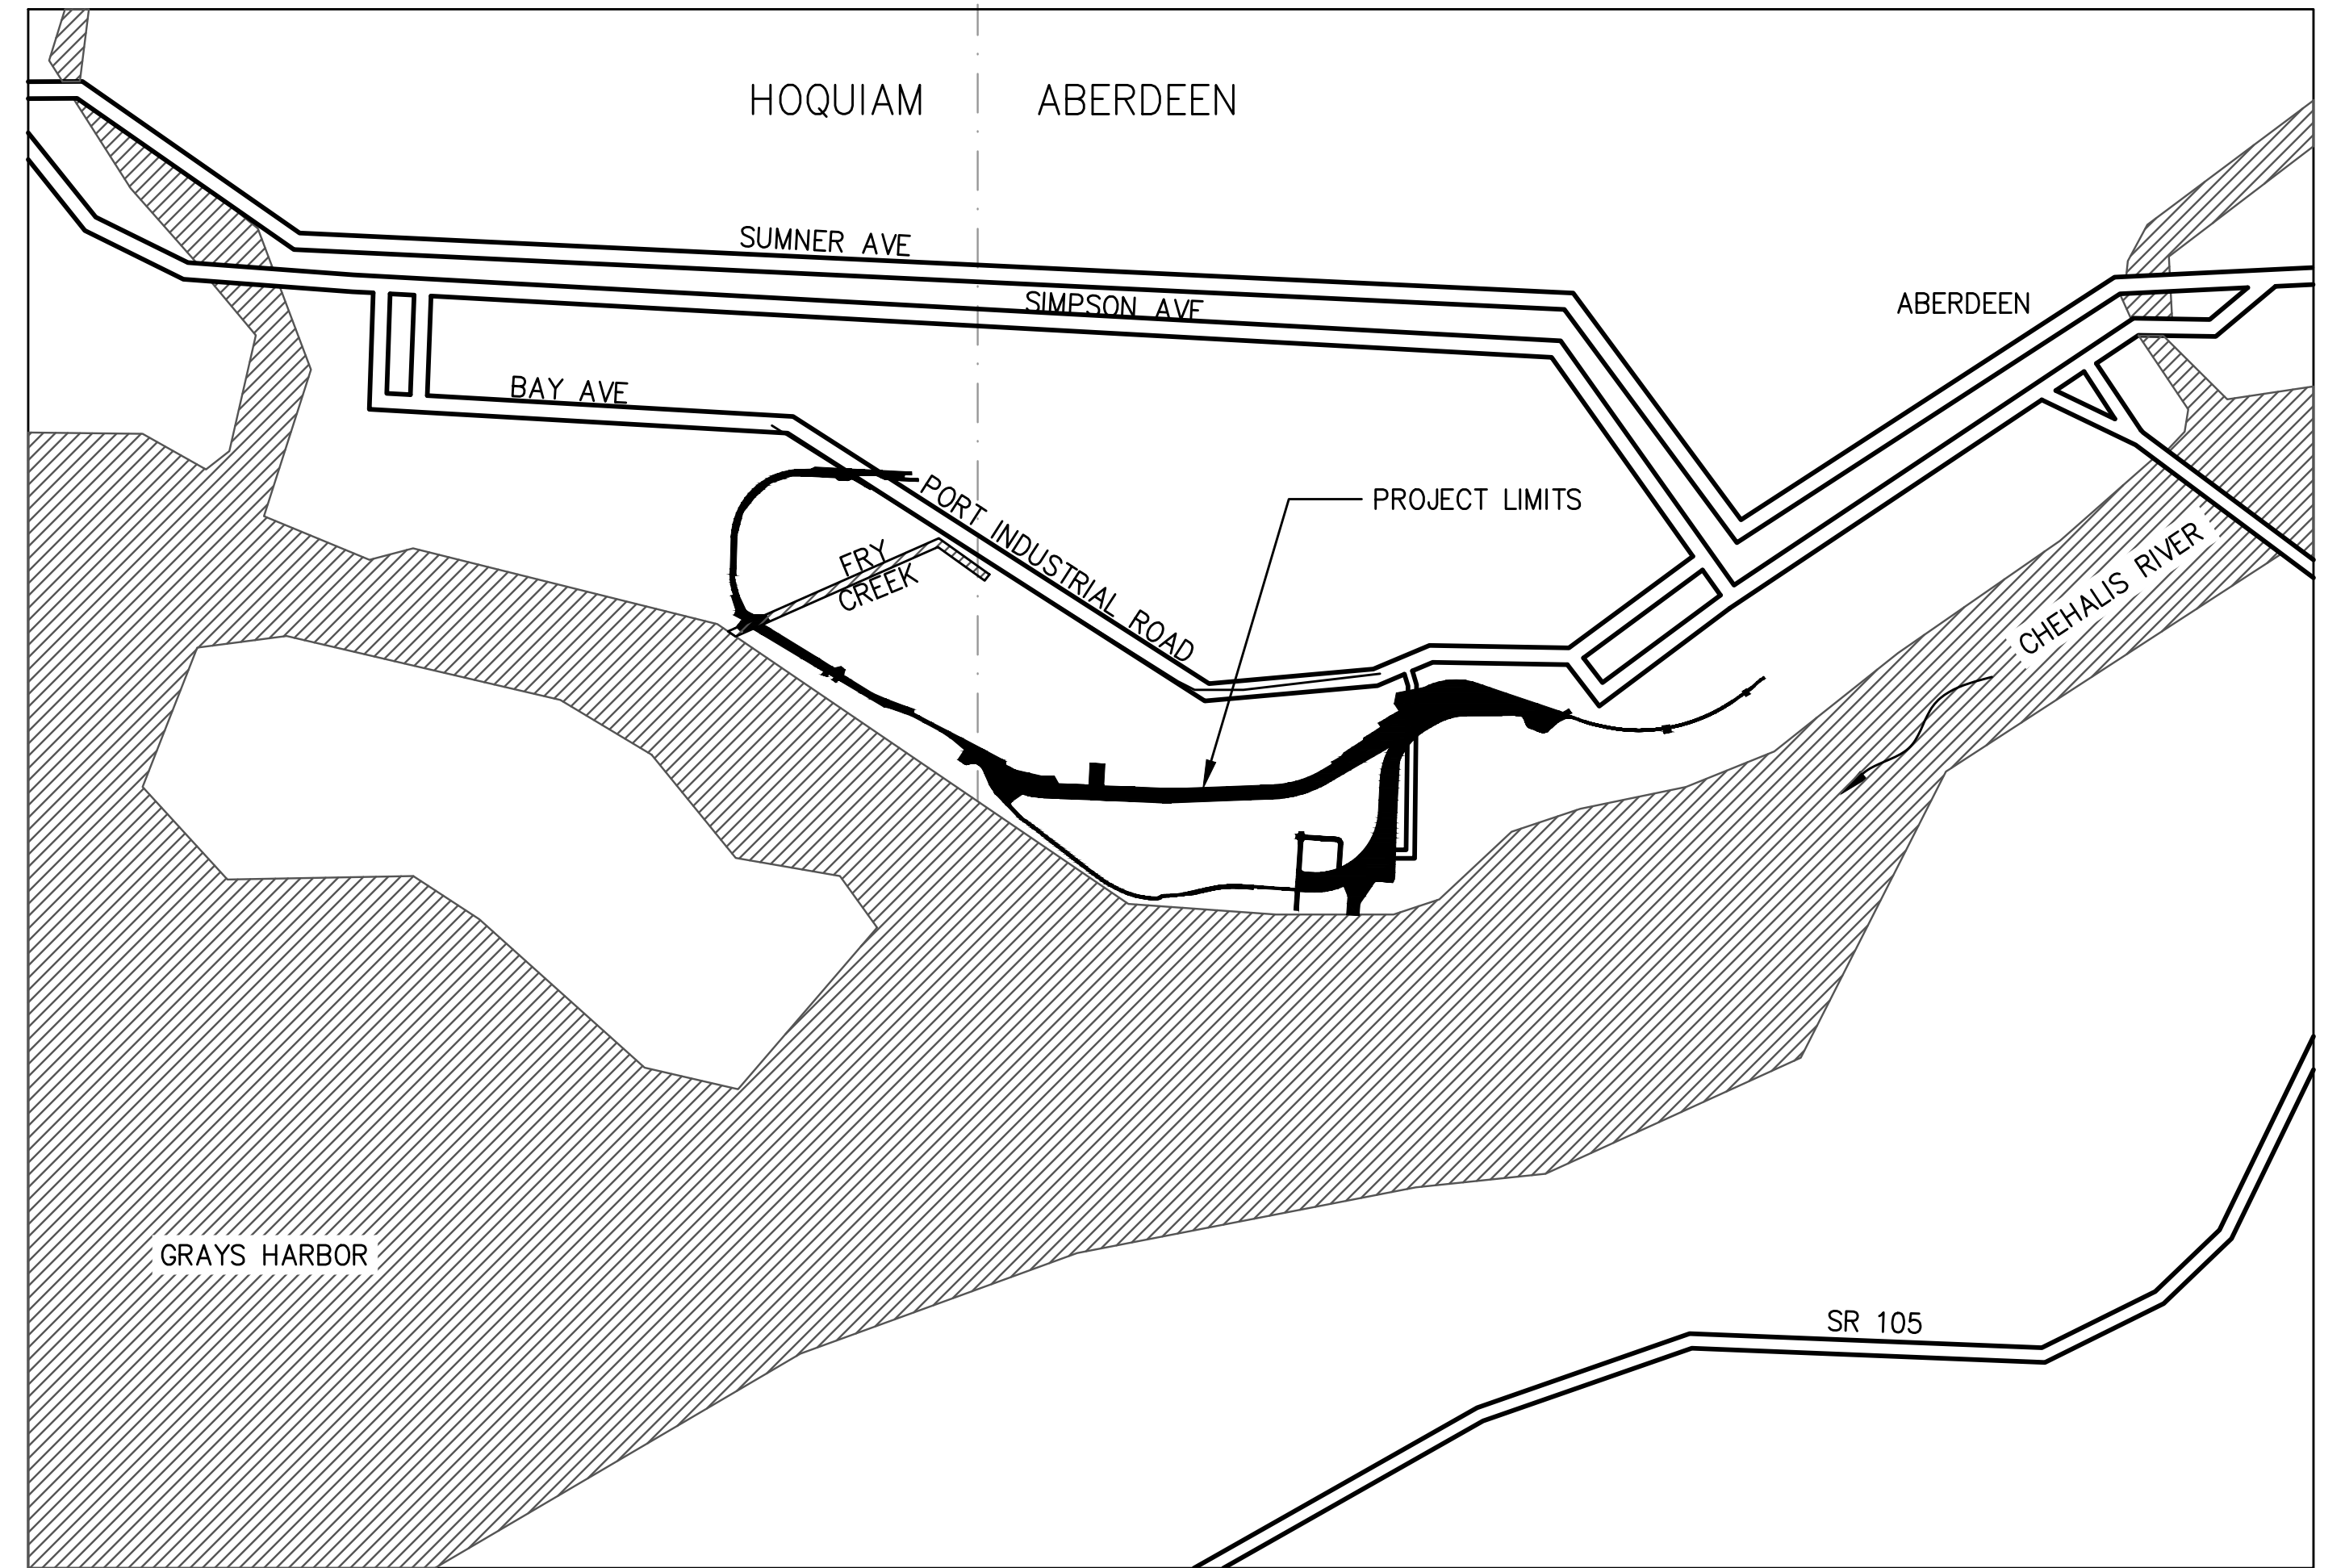 HOQUIAM
ABERDEEN
SUMNER AVE
SIMPSON AVE
ABERDEEN
BAY AVE
PORT INDUSTRIAL ROAD
PROJECT LIMITS
FRY
CREEK
CHEHALIS RIVER
GRAYS HARBOR
SR 105